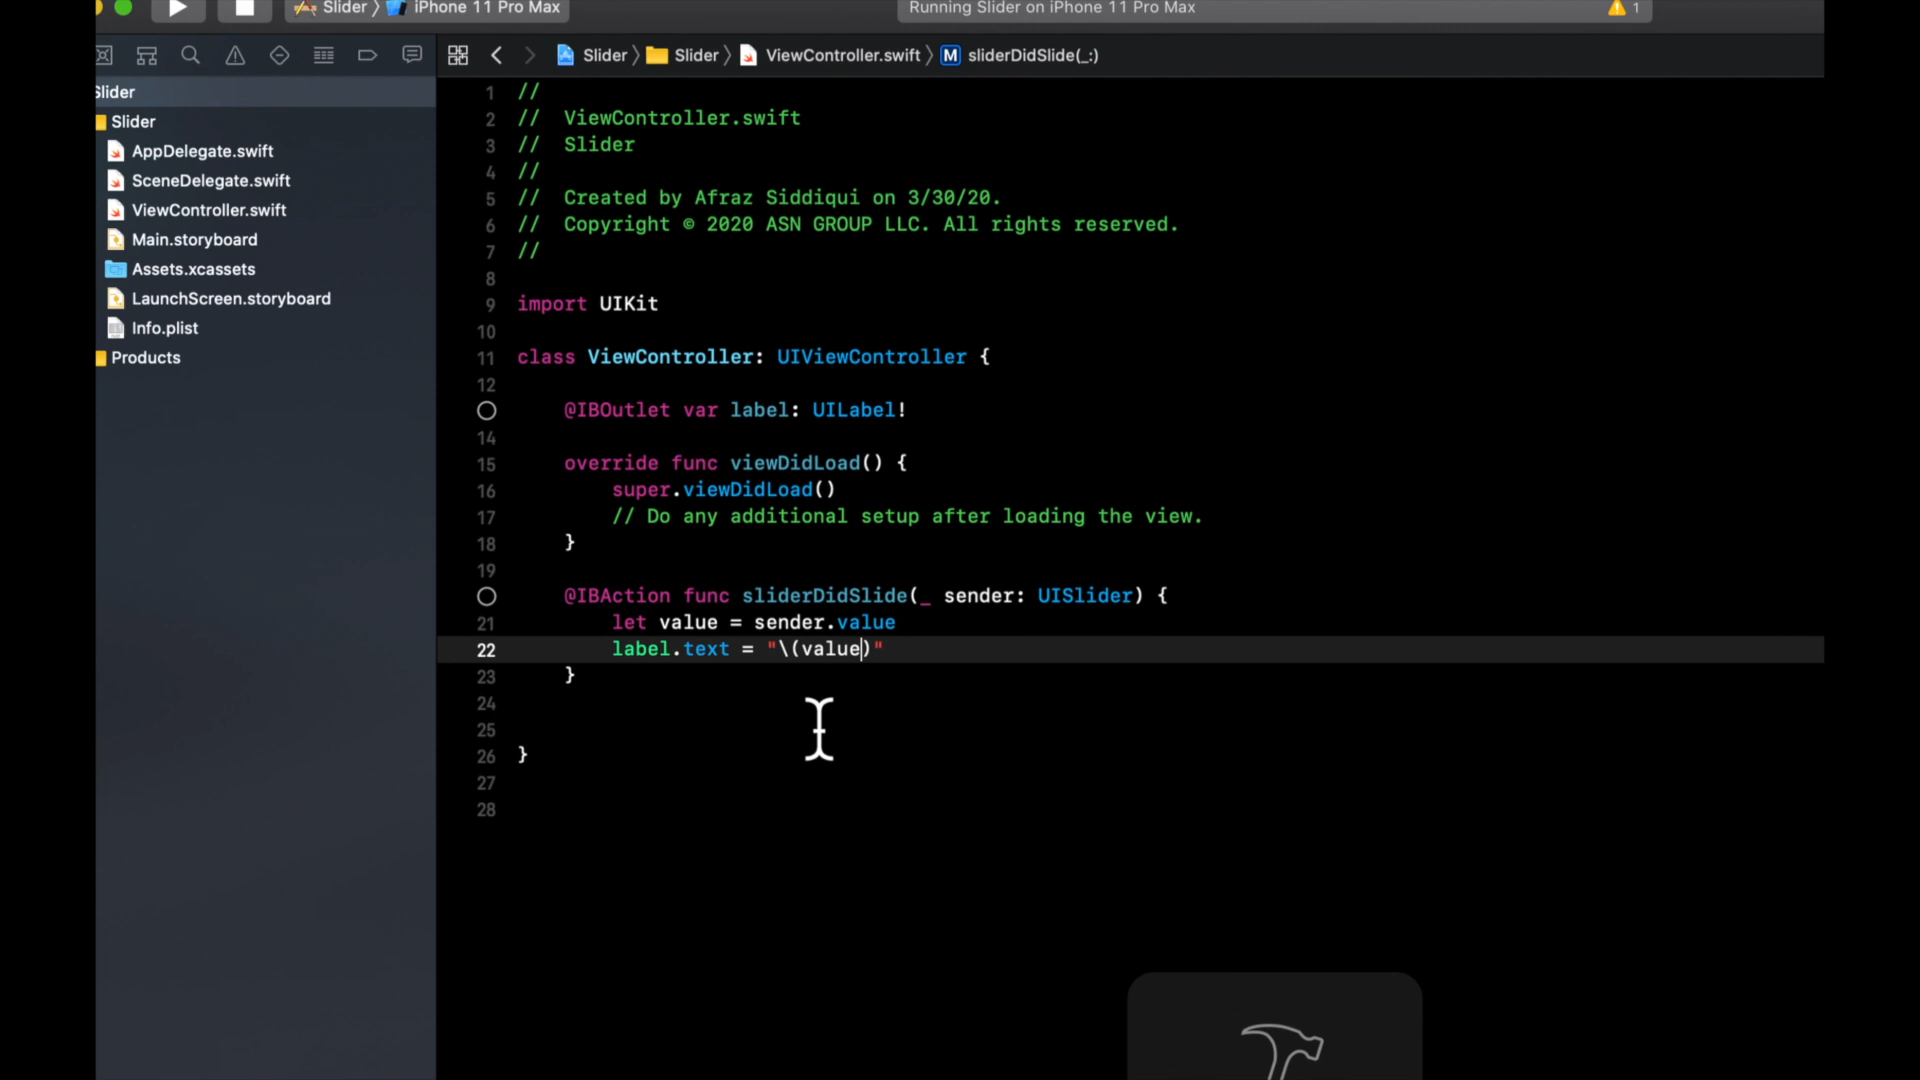 Slider 〉 iPhone 11 Pro Max
Running Slider on iPhone 11 Pro Max
1
Slider 〉 Slider 〉 ViewController.swift 〉 M sliderDidSlide(_:)
Slider
Slider
AppDelegate.swift
SceneDelegate.swift
ViewController.swift
Main.storyboard
Assets.xcassets
LaunchScreen.storyboard
Info.plist
Products
1 //
2 //  ViewController.swift
3 //  Slider
4 //
5 //  Created by Afraz Siddiqui on 3/30/20.
6 //  Copyright © 2020 ASN GROUP LLC. All rights reserved.
7 //
8
9 import UIKit
10
11 class ViewController: UIViewController {
12
@IBOutlet var label: UILabel!
14
15 override func viewDidLoad() {
16 super.viewDidLoad()
17 // Do any additional setup after loading the view.
18 }
19
@IBAction func sliderDidSlide(_ sender: UISlider) {
21 let value = sender.value
22 label.text = "\(value)"
23 }
24
25
26 }
27
28